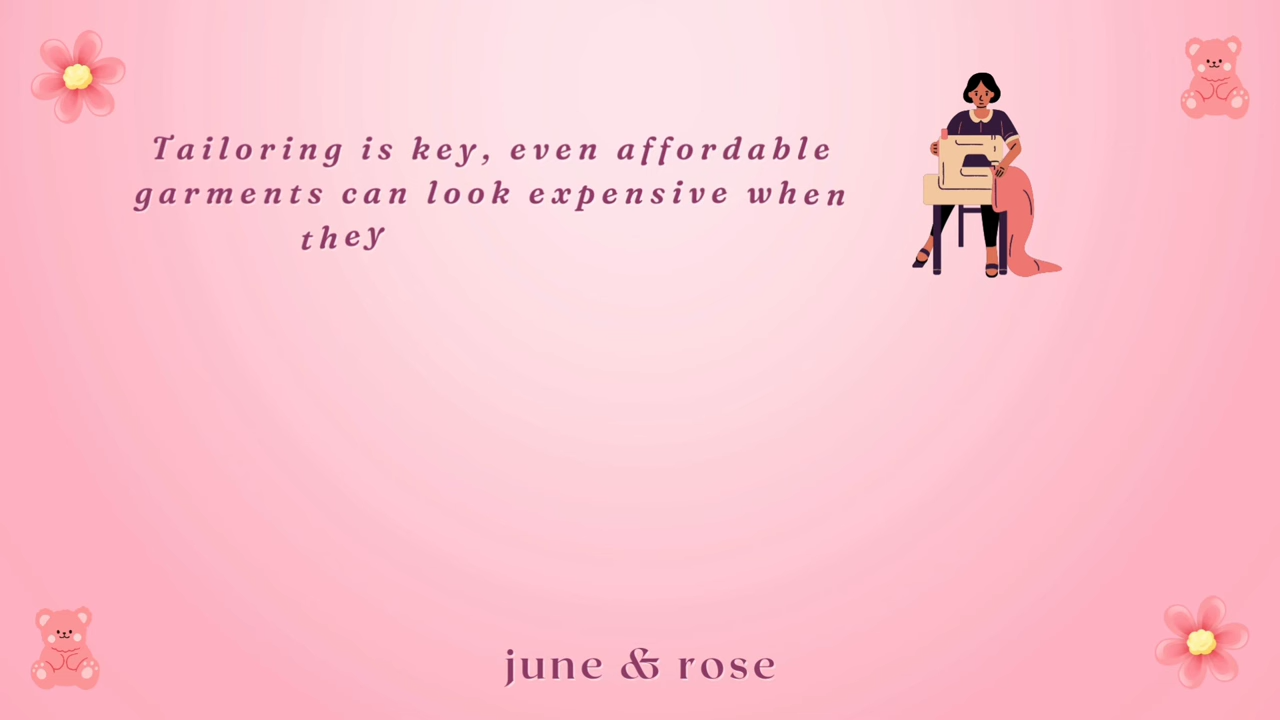 Tailoring is key, even affordable
garments can look expensive when
they
june & rose